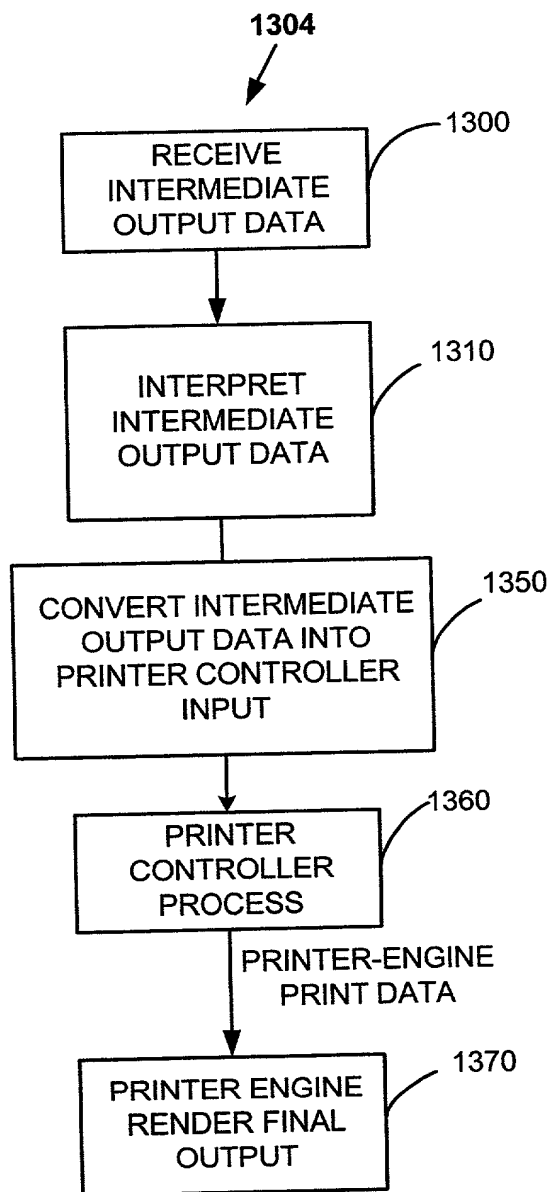 1304
1300
RECEIVE
INTERMEDIATE
OUTPUT DATA
1310
INTERPRET
INTERMEDIATE
OUTPUT DATA
1350
CONVERT INTERMEDIATE
OUTPUT DATA INTO
PRINTER CONTROLLER
INPUT
1360
PRINTER
CONTROLLER
PROCESS
PRINTER-ENGINE
PRINT DATA
1370
PRINTER ENGINE
RENDER FINAL
OUTPUT